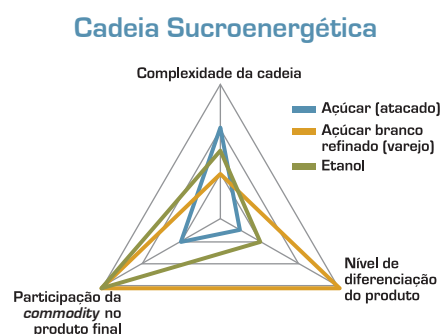 Cadeia Sucroenergética
Complexidade da cadeia
Açúcar (atacado)
Açúcar branco
refinado (varejo)
Etanol
Nível de
diferenciação
do produto
Participação da
commodity no
produto final